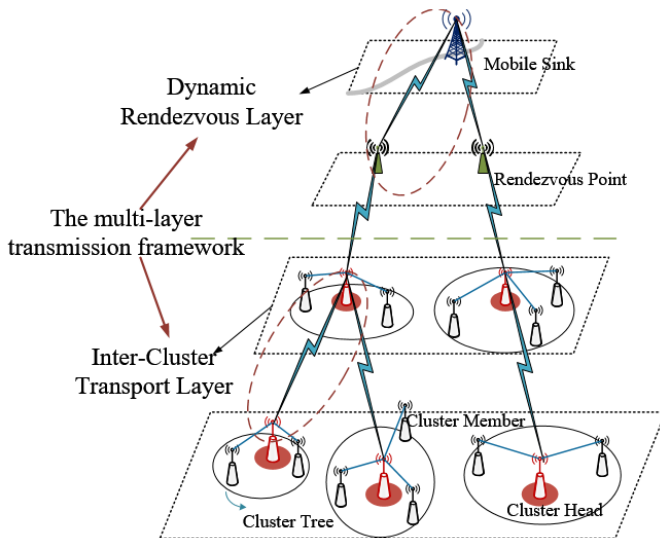 Mobile Sink
Dynamic
Rendezvous Layer
Rendezvous Point
The multi-layer
transmission framework
Inter-Cluster
Transport Layer
Cluster Member
Cluster Tree
Cluster Head